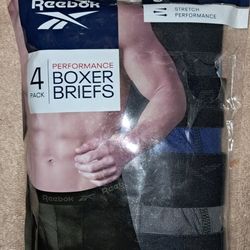 Reebok
STRETCH
PERFORMANCE
4
PACK
PERFORMANCE
BOXER
BRIEFS
Reebok